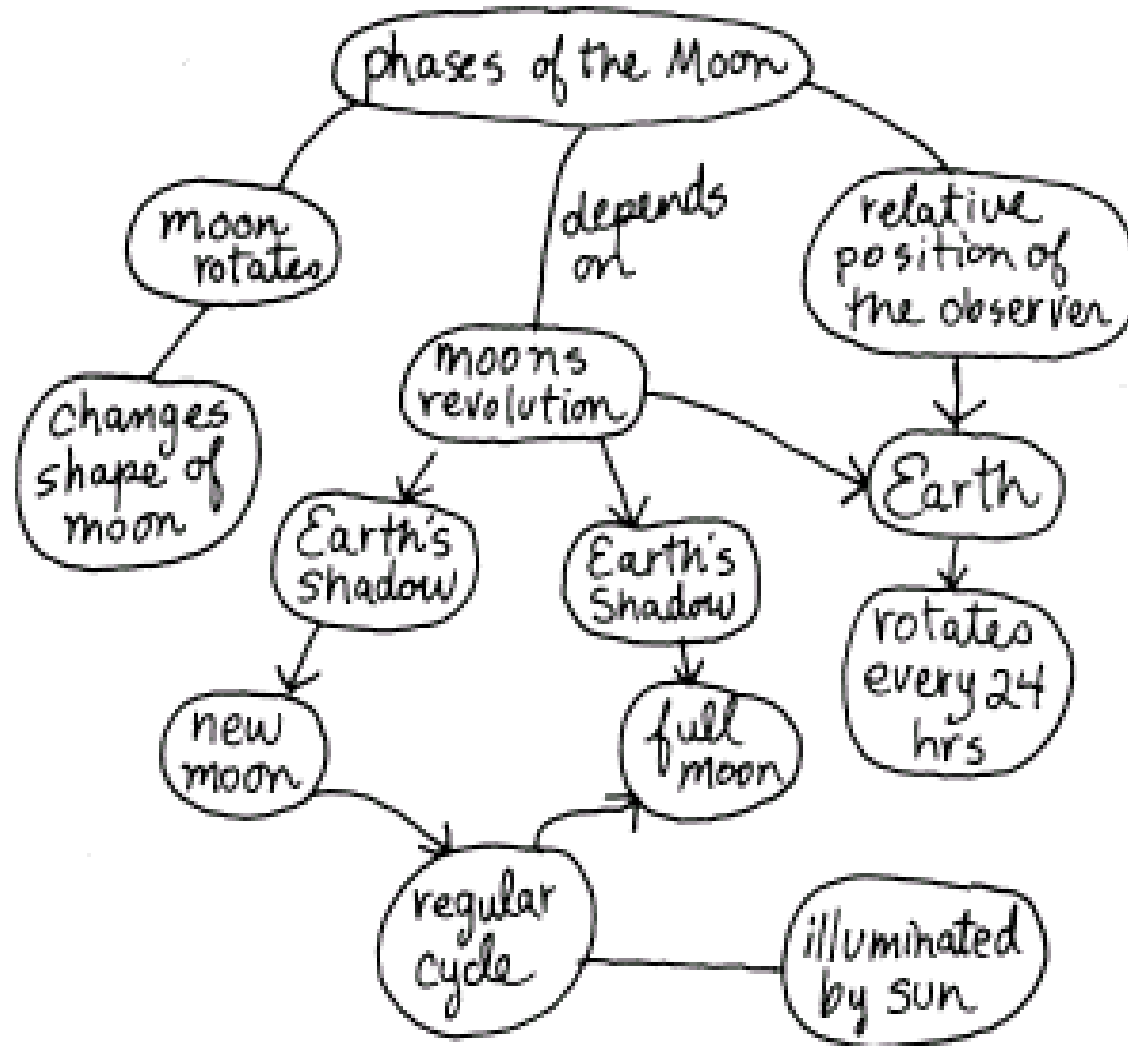 phases of the Moon
moon
rotates
depends
on
relative
position of
the observer
changes
shape of
moon
moons
revolution
Earth's
shadow
Earth's
shadow
Earth
rotates
every 24
hrs
new
moon
full
moon
regular
cycle
illuminated
by sun